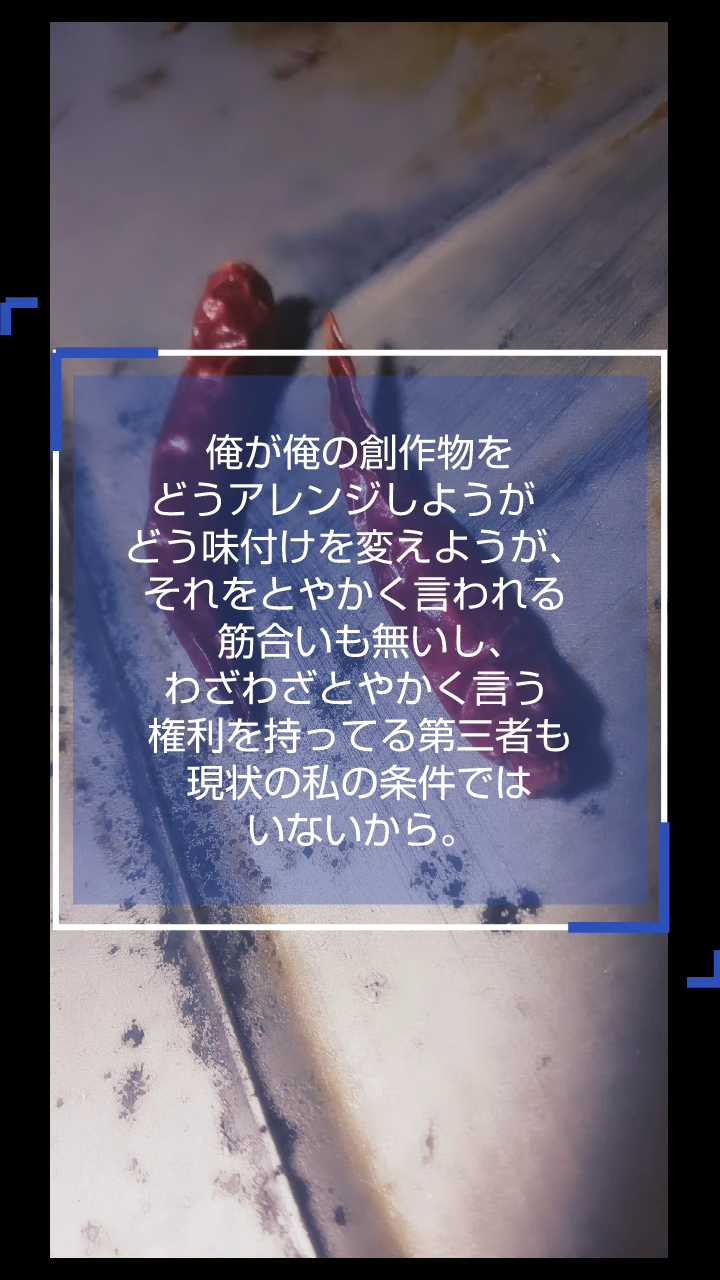 俺が俺の創作物を
どうアレンジしようが
どう味付けを変えようが、
それをとやかく言われる
筋合いも無いし、
わざわざとやかく言う
権利を持ってる第三者も
現状の私の条件では
いないから。